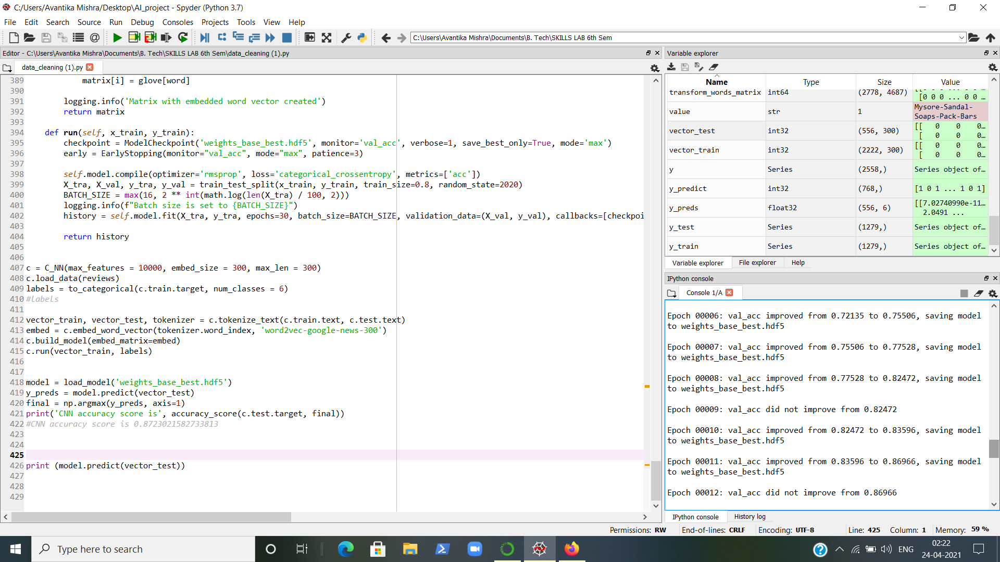 C:/Users/Avantika Mishra/Desktop\AI_project - Spyder (Python 3.7)
File Edit Search Source Run Debug Consoles Projects Tools View Help
C:\Users\Avantika Mishra\Documents\B. Tech\SKILLS LAB 6th Sem
Editor - C:\Users\Avantika Mishra\Documents\B. Tech\SKILLS LAB 6th Sem\data_cleaning (1).py
data_cleaning (1).py
389 matrix[i] = glove[word]
390
391 logging.info('Matrix with embedded word vector created')
392 return matrix
393
394 def run(self, x_train, y_train):
395 checkpoint = ModelCheckpoint('weights_base_best.hdf5', monitor='val_acc', verbose=1, save_best_only=True, mode='max')
396 early = EarlyStopping(monitor="val_acc", mode="max", patience=3)
397
398 self.model.compile(optimizer='rmsprop', loss='categorical_crossentropy', metrics=['acc'])
399 X_tra, X_val, y_tra, y_val = train_test_split(x_train, y_train, train_size=0.8, random_state=2020)
400 BATCH_SIZE = max(16, 2 ** int(math.log(len(X_tra) / 100, 2)))
401 logging.info(f"Batch size is set to {BATCH_SIZE}")
402 history = self.model.fit(X_tra, y_tra, epochs=30, batch_size=BATCH_SIZE, validation_data=(X_val, y_val), callbacks=[checkpoi
403
404 return history
405
406
407 c = C_NN(max_features = 10000, embed_size = 300, max_len = 300)
408 c.load_data(reviews)
409 labels = to_categorical(c.train.target, num_classes = 6)
410 #labels
411
412 vector_train, vector_test, tokenizer = c.tokenize_text(c.train.text, c.test.text)
413 embed = c.embed_word_vector(tokenizer.word_index, 'word2vec-google-news-300')
414 c.build_model(embed_matrix=embed)
415 c.run(vector_train, labels)
416
417
418 model = load_model('weights_base_best.hdf5')
419 y_preds = model.predict(vector_test)
420 final = np.argmax(y_preds, axis=1)
421 print('CNN accuracy score is', accuracy_score(c.test.target, final))
422 #CNN accuracy score is 0.8723021582733813
423
424
425
426 print (model.predict(vector_test))
427
428
429
Variable explorer
Name Type Size Value
transform_words_matrix int64 (2778, 4687) [0 0 0 ... 0 0 …
value str 1 Mysore-Sandal-
Soaps-Pack-Bars
vector_test int32 (556, 300) [[ 0 0 0…
[ 0 0 0…
vector_train int32 (2222, 300) [[ 0 0 0…
[ 0 0 0…
y Series (2558,) Series object of…
y_predict int32 (768,) [1 0 1 ... 1 0 1]
y_preds float32 (556, 6) [[7.02740990e-11…
2.0491 ...
y_test Series (1279,) Series object of…
y_train Series (1279,) Series object of…
Variable explorer File explorer Help
IPython console
Console 1/A
Epoch 00006: val_acc improved from 0.72135 to 0.75506, saving model
to weights_base_best.hdf5
Epoch 00007: val_acc improved from 0.75506 to 0.77528, saving model
to weights_base_best.hdf5
Epoch 00008: val_acc improved from 0.77528 to 0.82472, saving model
to weights_base_best.hdf5
Epoch 00009: val_acc did not improve from 0.82472
Epoch 00010: val_acc improved from 0.82472 to 0.83596, saving model
to weights_base_best.hdf5
Epoch 00011: val_acc improved from 0.83596 to 0.86966, saving model
to weights_base_best.hdf5
Epoch 00012: val_acc did not improve from 0.86966
IPython console History log
Permissions: RW End-of-lines: CRLF Encoding: UTF-8 Line: 425 Column: 1 Memory: 59 %
Type here to search
ENG
02:22
24-04-2021